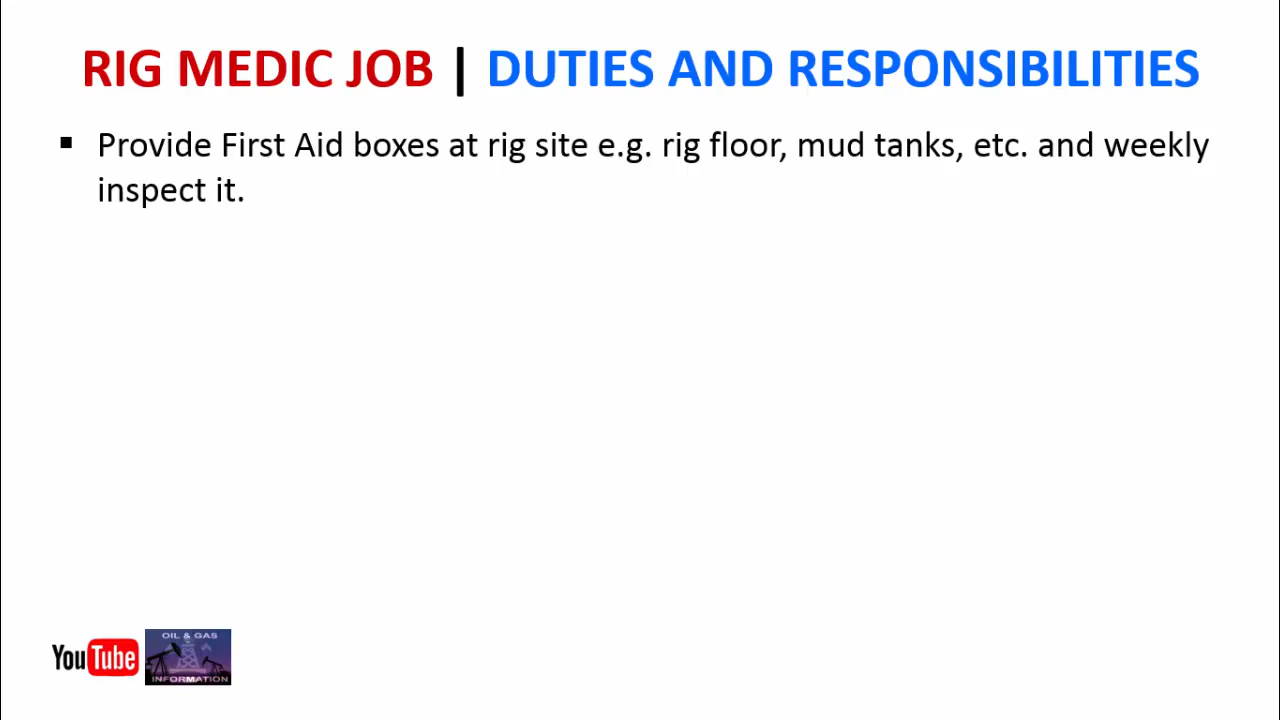 RIG MEDIC JOB | DUTIES AND RESPONSIBILITIES
▪ Provide First Aid boxes at rig site e.g. rig floor, mud tanks, etc. and weekly
inspect it.
YouTube
OIL & GAS
INFORMATION